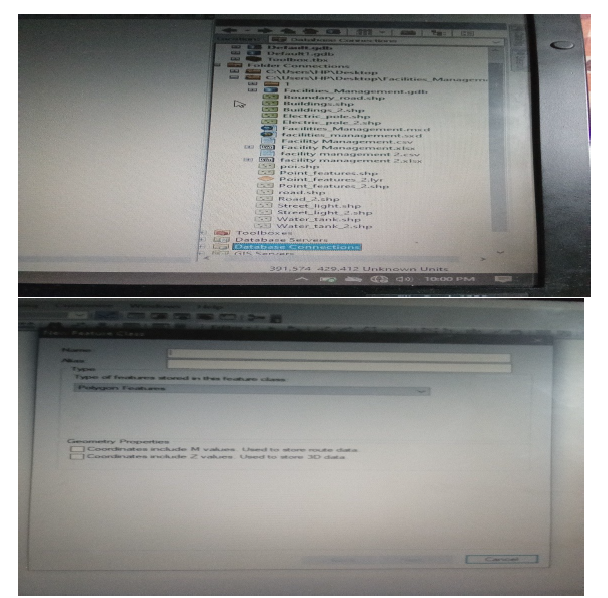 Database Connections
Default.gdb
Default1.gdb
Toolbox.tbx
Folder Connections
C:\Users\HP\Desktop
C:\Users\HP\Desktop\Facilities_Managem
1
Facilities_Management.gdb
Boundary_road.shp
Buildings.shp
Buildings_2.shp
Electric_pole.shp
Electric_pole_2.shp
Facilities_Management.mxd
facilities_management.sxd
Facility Management.csv
Facility Management.xlsx
facility management 2.csv
facility management 2.xlsx
poi.shp
Point_features.shp
Point_features_2.lyr
Point_features_2.shp
road.shp
Road_2.shp
Street_light.shp
Street_light_2.shp
Water_tank.shp
Water_tank_2.shp
Toolboxes
Database Servers
Database Connections
GIS Servers
391.574 429.412 Unknown Units
10:00 PM
Windows Help
Feature Class
Name:
Alias:
Type
Type of features stored in this feature class:
Polygon Features
Geometry Properties
Coordinates include M values. Used to store route data.
Coordinates include Z values. Used to store 3D data.
Cancel